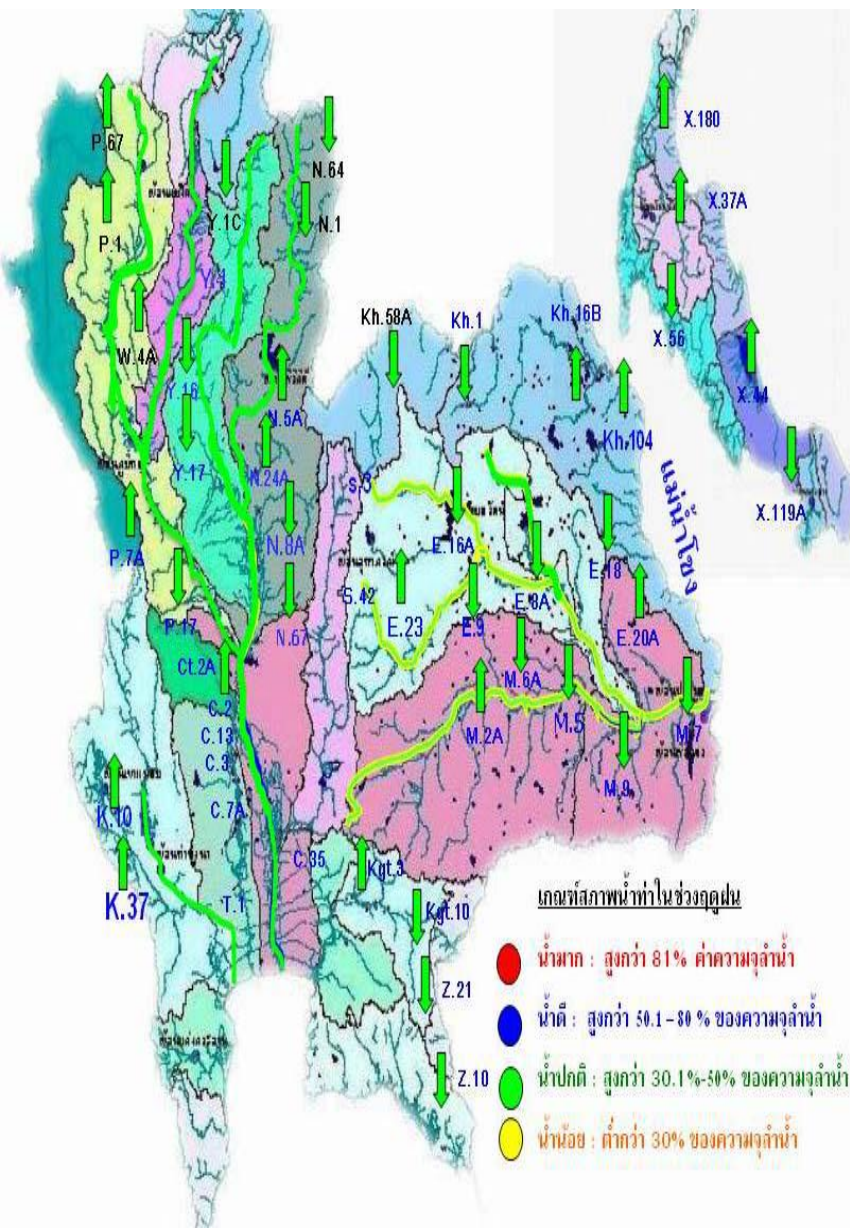 P.67
P.1
W.4A
Y.1C
N.64
N.1
Y.16
Y.17
N.5A
N.24A
N.8A
N.67
P.7A
P.17
Ct.2A
C.2
C.13
C.3
C.7A
C.35
T.1
K.10
K.37
Kh.58A
Kh.1
Kh.16B
Kh.104
แม่น้ำโขง
S.42
E.16A
E.23
E.9
E.8A
E.18
E.20A
M.6A
M.2A
M.5
M.9
M.7
Kgt.3
Kgt.10
Z.21
Z.10
X.180
X.37A
X.56
X.44
X.119A
เกณฑ์สภาพน้ำท่าในช่วงฤดูฝน
น้ำมาก : สูงกว่า 81% ค่าความจุลำน้ำ
น้ำดี : สูงกว่า 50.1 - 80 % ของความจุลำน้ำ
น้ำปกติ : สูงกว่า 30.1%-50% ของความจุลำน้ำ
น้ำน้อย : ต่ำกว่า 30% ของความจุลำน้ำ